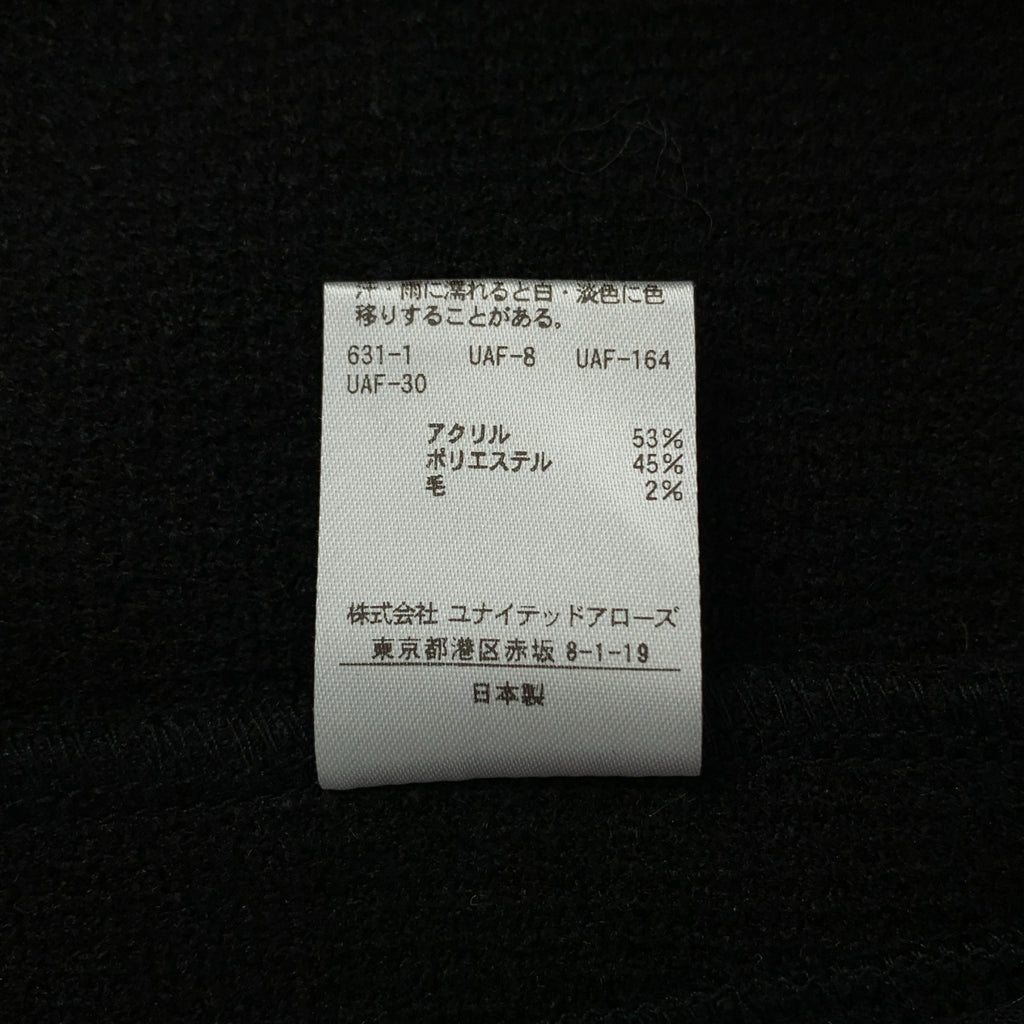 汗・雨に濡れると白・淡色に色
移りすることがある。
631-1 UAF-8 UAF-164
UAF-30
アクリル 53%
ポリエステル 45%
毛 2%
株式会社 ユナイテッドアローズ
東京都港区赤坂 8-1-19
日本製